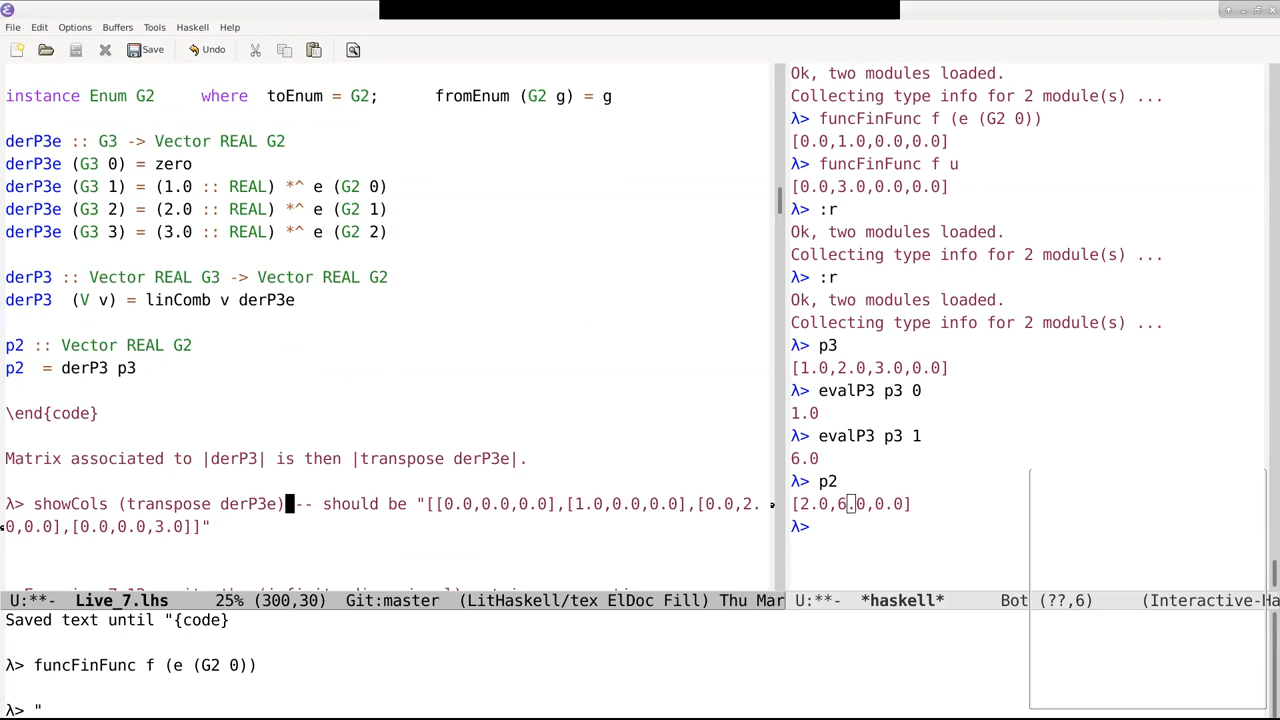 File Edit Options Buffers Tools Haskell Help
Save Undo
instance Enum G2     where  toEnum = G2;      fromEnum (G2 g) = g
derP3e :: G3 -> Vector REAL G2
derP3e (G3 0) = zero
derP3e (G3 1) = (1.0 :: REAL) *^ e (G2 0)
derP3e (G3 2) = (2.0 :: REAL) *^ e (G2 1)
derP3e (G3 3) = (3.0 :: REAL) *^ e (G2 2)
derP3 :: Vector REAL G3 -> Vector REAL G2
derP3  (V v) = linComb v derP3e
p2 :: Vector REAL G2
p2  = derP3 p3
\end{code}
Matrix associated to |derP3| is then |transpose derP3e|.
λ> showCols (transpose derP3e) -- should be "[[0.0,0.0,0.0],[1.0,0.0,0.0],[0.0,2.
0,0.0],[0.0,0.0,3.0]]"
U:**-  Live_7.lhs     25% (300,30)   Git:master  (LitHaskell/tex ElDoc Fill) Thu Mar
Ok, two modules loaded.
Collecting type info for 2 module(s) ...
λ> funcFinFunc f (e (G2 0))
[0.0,1.0,0.0,0.0]
λ> funcFinFunc f u
[0.0,3.0,0.0,0.0]
λ> :r
Ok, two modules loaded.
Collecting type info for 2 module(s) ...
λ> :r
Ok, two modules loaded.
Collecting type info for 2 module(s) ...
λ> p3
[1.0,2.0,3.0,0.0]
λ> evalP3 p3 0
1.0
λ> evalP3 p3 1
6.0
λ> p2
[2.0,6.0,0.0]
λ>
U:**-  *haskell*      Bot (??,6)     (Interactive-Ha
Saved text until "{code}
λ> funcFinFunc f (e (G2 0))
λ> "